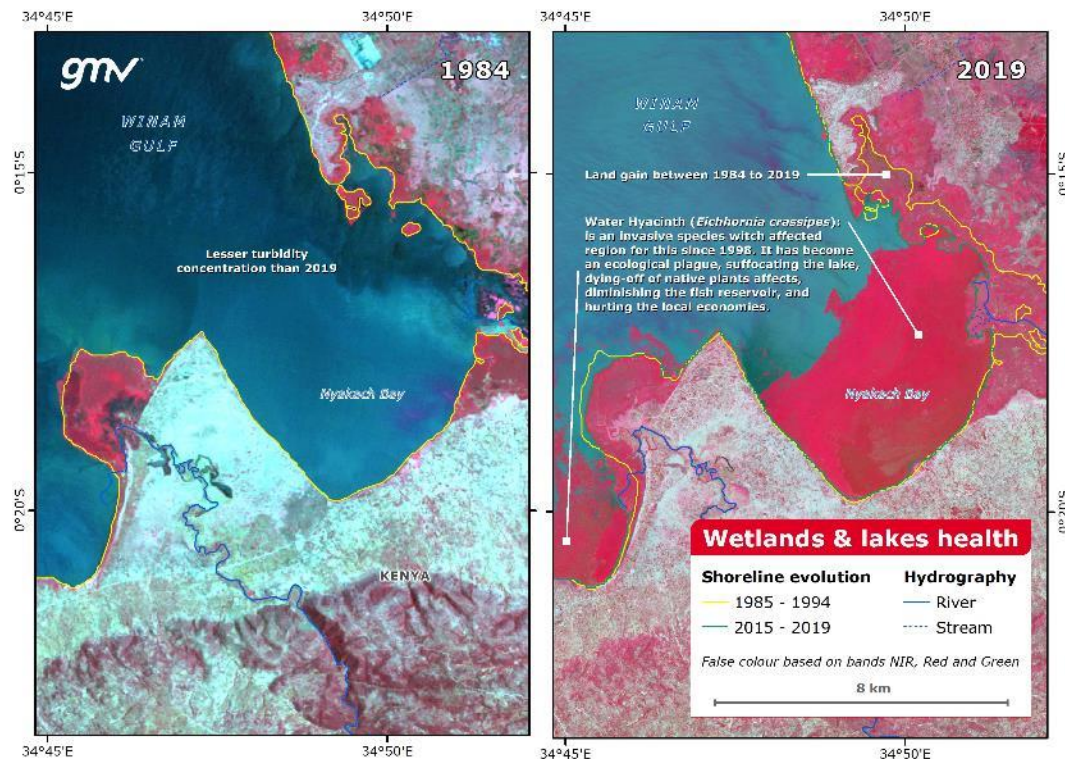 34°45'E
34°50'E
34°45'E
34°50'E
gmv
1984
2019
WINAM
GULF
WINAM
GULF
0°15'S
0°15'S
Land gain between 1984 to 2019
Lesser turbidity
concentration than 2019
Water Hyacinth (Eichhornia crassipes):
is an invasive species witch affected
region for this since 1998. It has become
an ecological plague, suffocating the lake,
dying-off of native plants affects,
diminishing the fish reservoir, and
hurting the local economies.
Nyakach Bay
Nyakach Bay
0°20'S
0°20'S
KENYA
Wetlands & lakes health
Shoreline evolution
1985 - 1994
2015 - 2019
Hydrography
River
Stream
False colour based on bands NIR, Red and Green
8 km
34°45'E
34°50'E
34°45'E
34°50'E